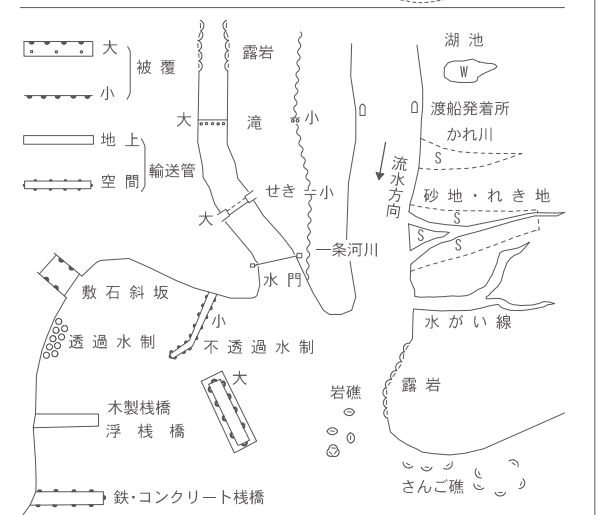 大
被覆
小
地上
輸送管
空間
露岩
大
滝
小
せき
小
大
一条河川
水門
湖池
W
渡船発着所
かれ川
S
流水方向
砂地・れき地
S
S
S
水がい線
敷石斜坂
透過水制
小
不透過水制
大
木製桟橋
浮桟橋
鉄・コンクリート桟橋
岩礁
露岩
さんご礁